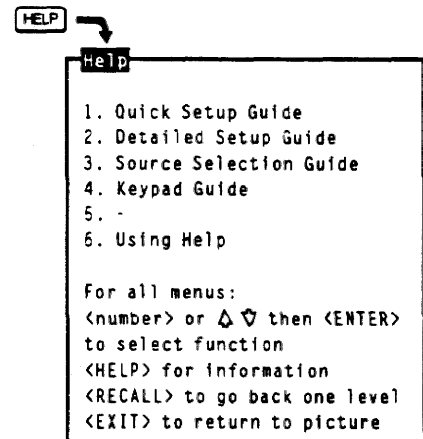 HELP
Help
1. Quick Setup Guide
2. Detailed Setup Guide
3. Source Selection Guide
4. Keypad Guide
5. -
6. Using Help
For all menus:
<number> or △ ▽ then <ENTER>
to select function
<HELP> for information
<RECALL> to go back one level
<EXIT> to return to picture